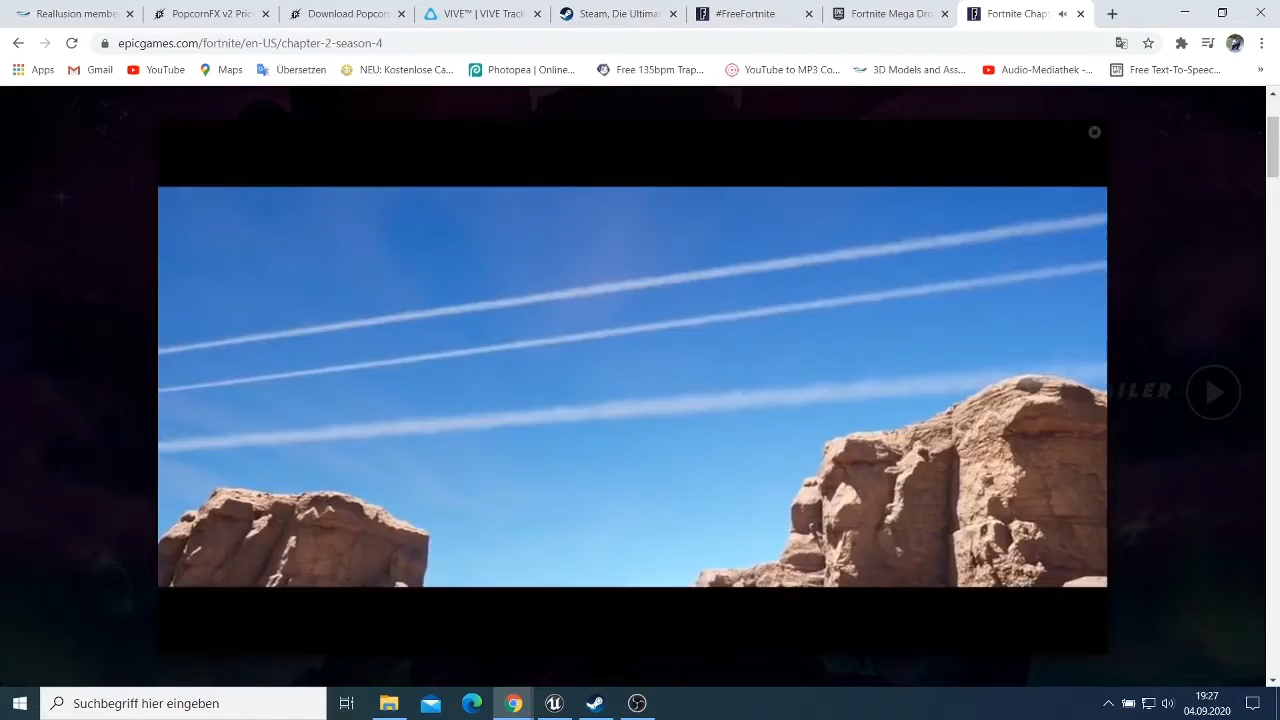 Reallusion membe
PopcornFX v2 Pric
Download Popcorn
VIVE™ | VIVE Track
Steam, Die Ultima
#FreeFortnite
Fortnite Mega Dro
Fortnite Chap
epicgames.com/fortnite/en-US/chapter-2-season-4
Apps
Gmail
YouTube
Maps
Übersetzen
NEU: Kostenlose Ca...
Photopea | Online...
Free 135bpm Trap...
YouTube to MP3 Co...
3D Models and Ass...
Audio-Mediathek -...
Free Text-To-Speec...
»
AILER
Suchbegriff hier eingeben
19:27
04.09.2020